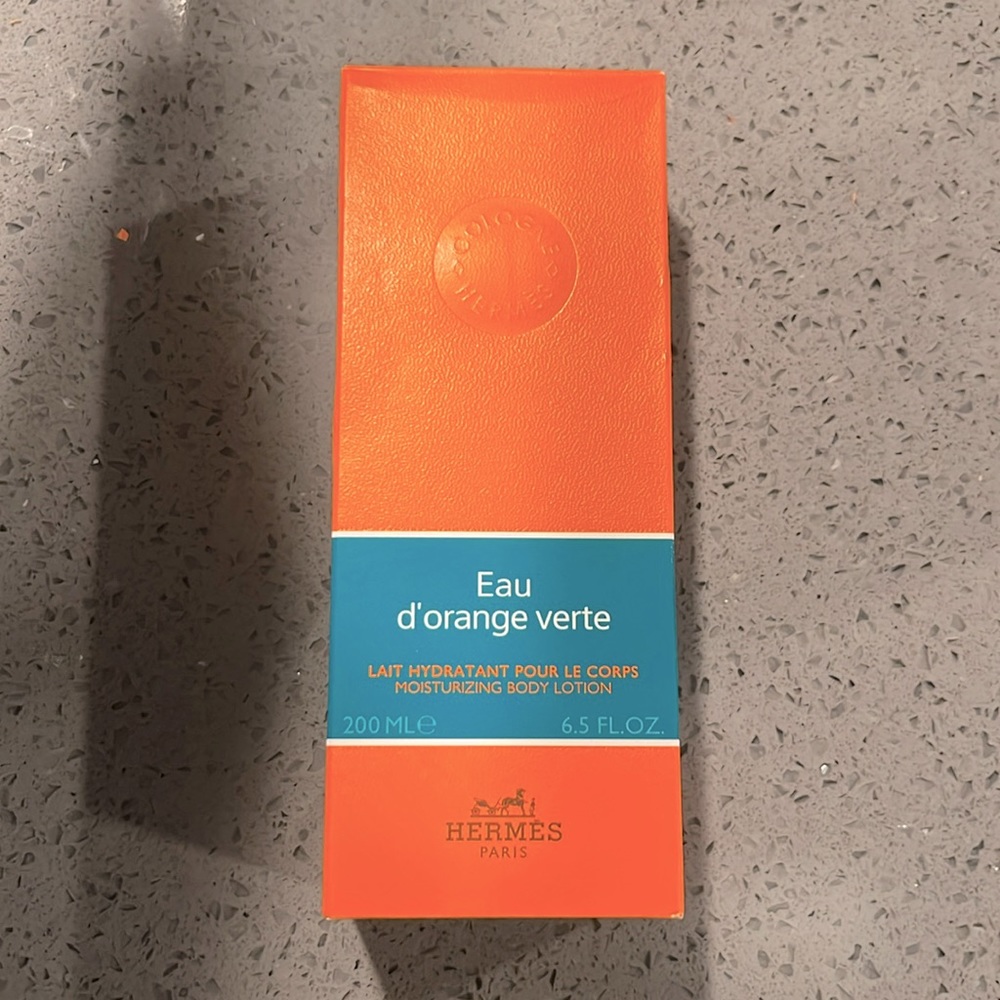 COLOGNE
HERMÈS
Eau
d'orange verte
LAIT HYDRATANT POUR LE CORPS
MOISTURIZING BODY LOTION
200 ML℮ 6.5 FL.OZ.
HERMÈS
PARIS